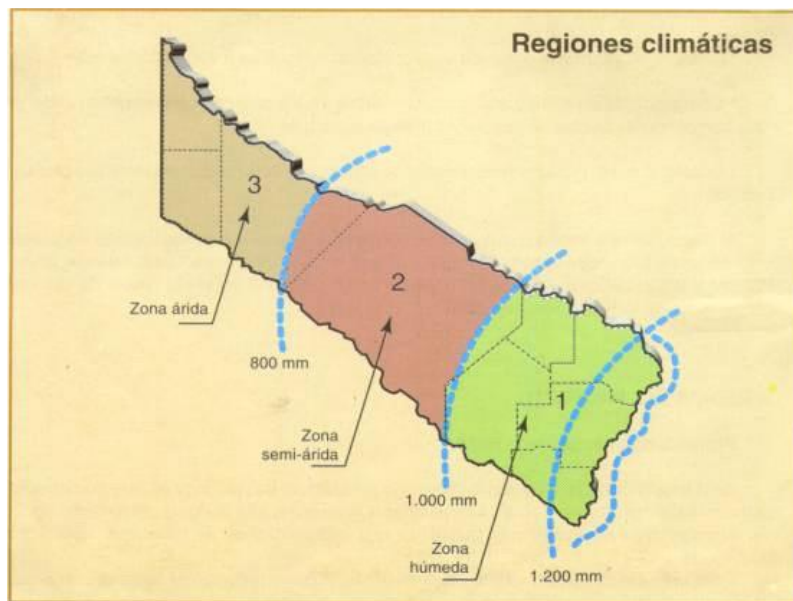 Regiones climáticas
3
2
Zona árida
800 mm
1
Zona
semi-árida
1.000 mm
Zona
húmeda
1.200 mm